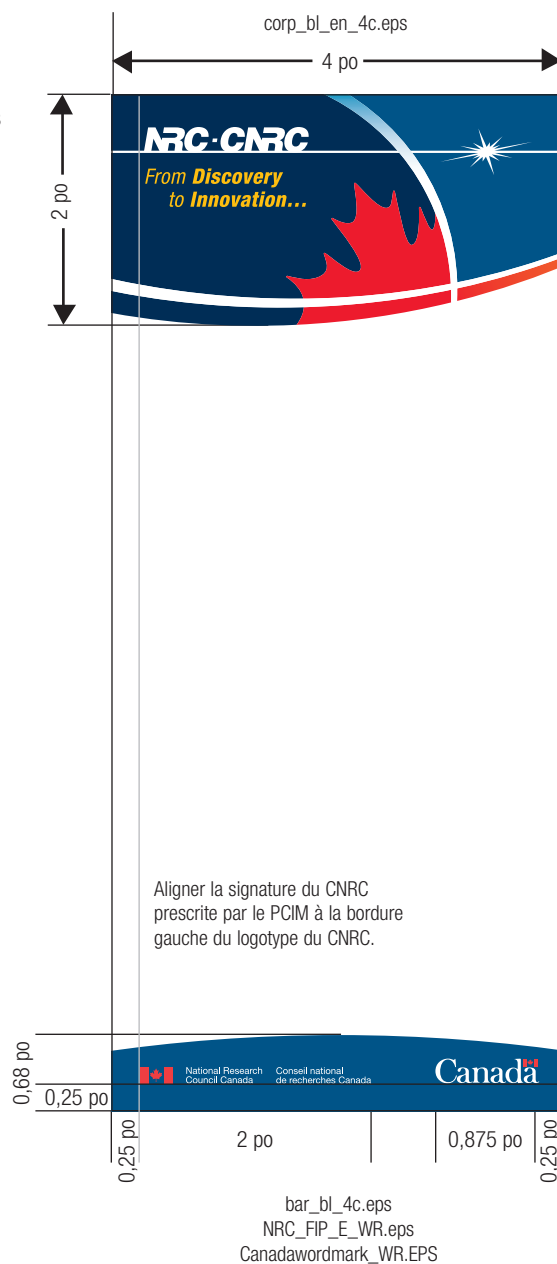 corp_bl_en_4c.eps
4 po
2 po
NRC·CNRC
From Discovery
to Innovation...
Aligner la signature du CNRC
prescrite par le PCIM à la bordure
gauche du logotype du CNRC.
0,68 po
0,25 po
National Research
Council Canada
Conseil national
de recherches Canada
Canada
0,25 po
2 po
0,875 po
0,25 po
bar_bl_4c.eps
NRC_FIP_E_WR.eps
Canadawordmark_WR.EPS